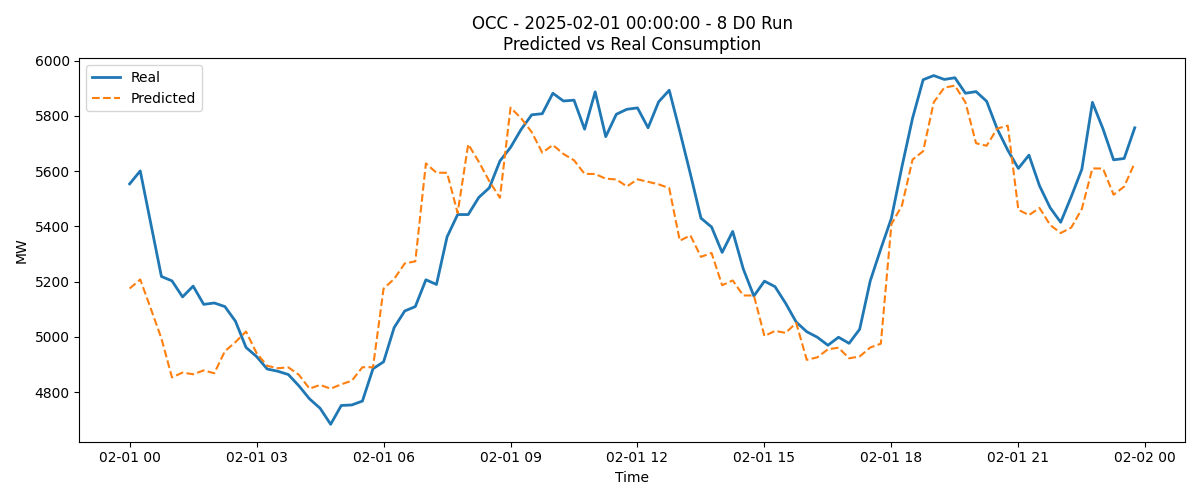 OCC - 2025-02-01 00:00:00 - 8 D0 Run
Predicted vs Real Consumption
Real
Predicted
6000
5800
5600
5400
5200
5000
4800
MW
02-01 00
02-01 03
02-01 06
02-01 09
02-01 12
02-01 15
02-01 18
02-01 21
02-02 00
Time